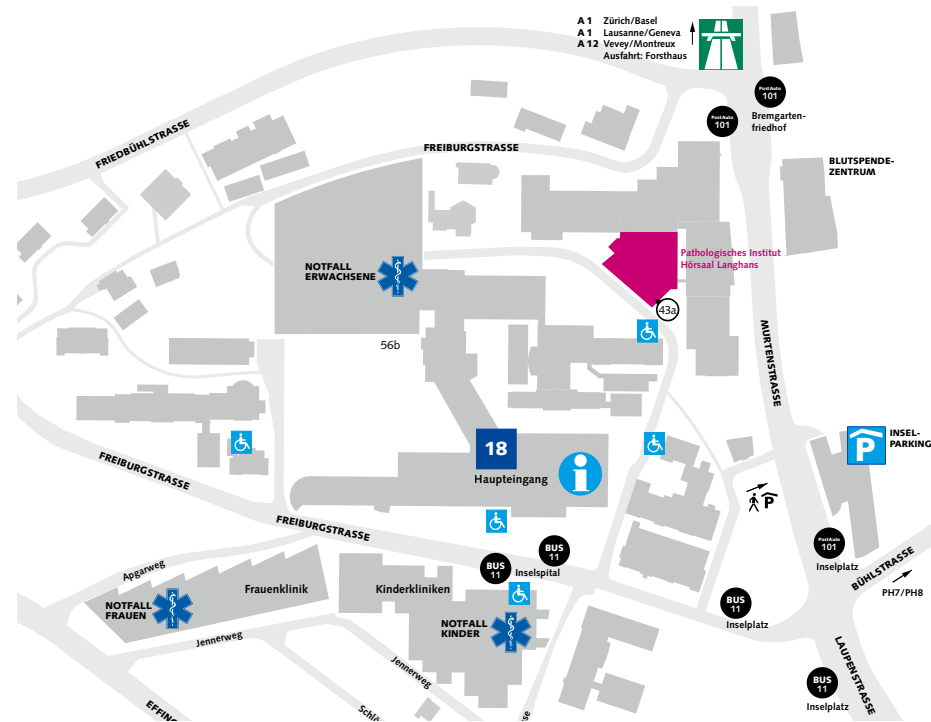 A 1 Zürich/Basel
A 1 Lausanne/Geneva
A 12 Vevey/Montreux
Ausfahrt: Forsthaus
PostAuto
101
PostAuto
101
Bremgarten-
friedhof
FRIEDBÜHLSTRASSE
FREIBURGSTRASSE
BLUTSPENDE-
ZENTRUM
Pathologisches Institut
Hörsaal Langhans
NOTFALL
ERWACHSENE
43a
56b
MURTENSTRASSE
INSEL-
PARKING
P
18
Haupteingang
i
FREIBURGSTRASSE
P
FREIBURGSTRASSE
PostAuto
101
Inselplatz
BÜHLSTRASSE
PH7/PH8
BUS
11
BUS
11
Inselspital
Apgarweg
Frauenklinik
Kinderkliniken
NOTFALL
FRAUEN
NOTFALL
KINDER
BUS
11
Inselplatz
Jennerweg
Jennerweg
LAUPENSTRASSE
BUS
11
Inselplatz
EFFING
Schlö
sse